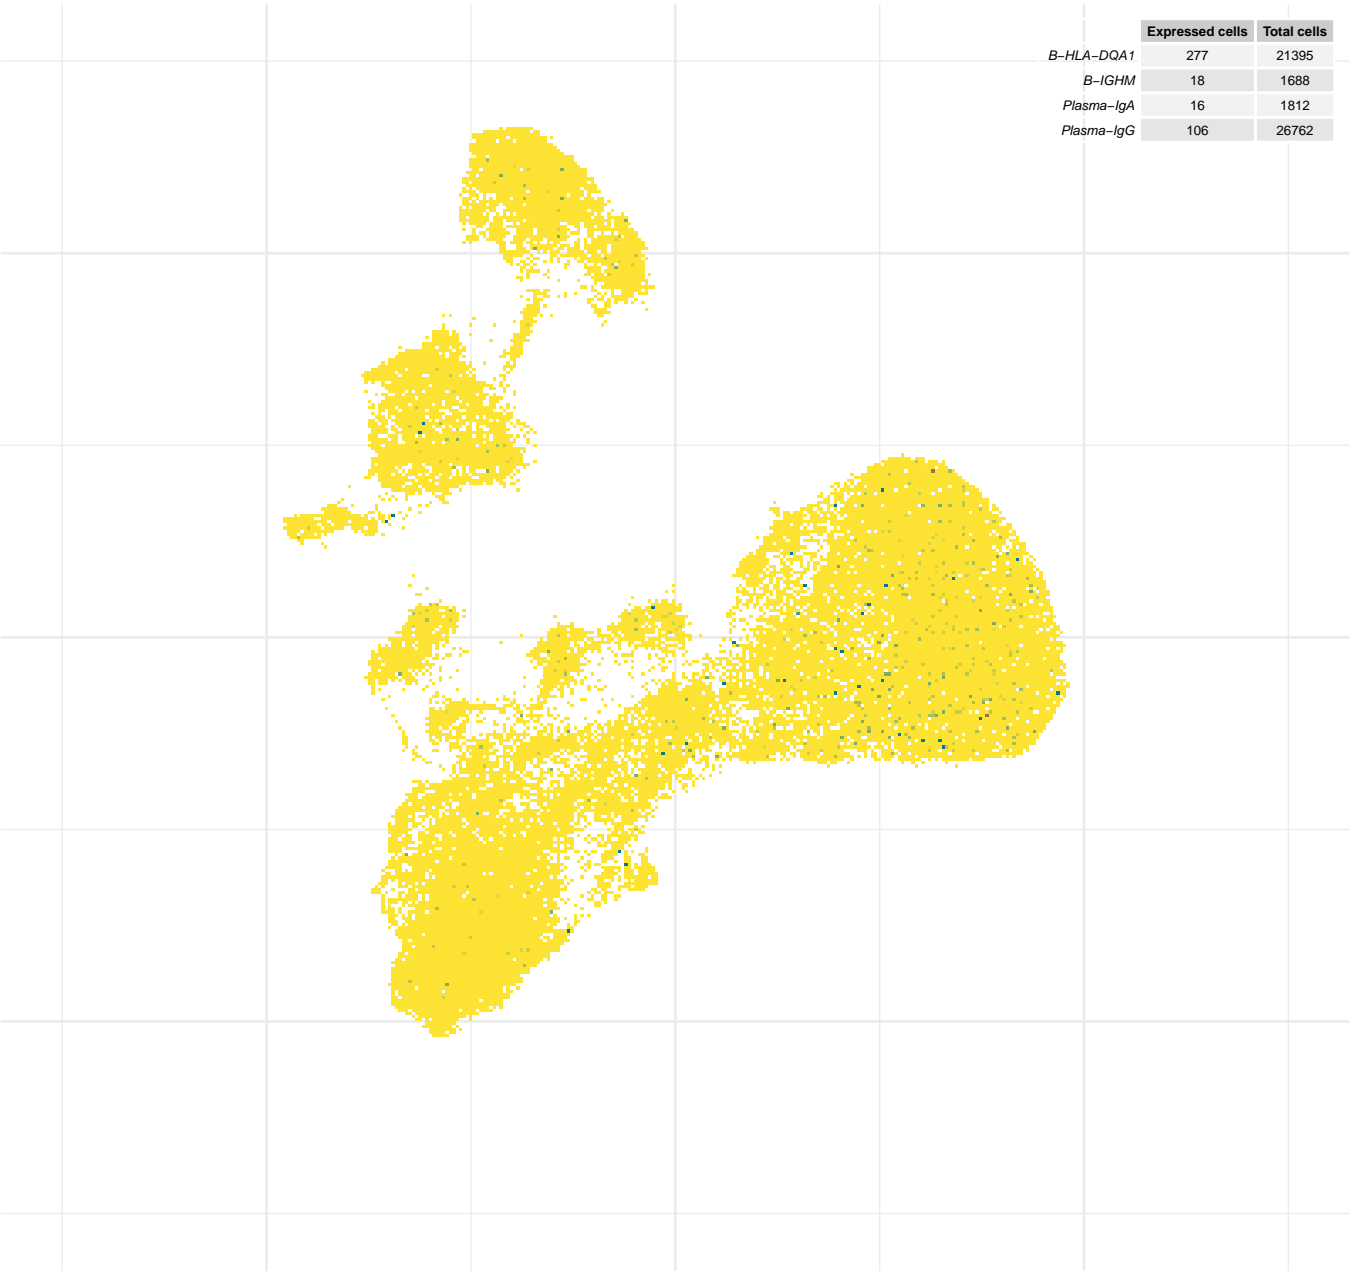 Expressed cells Total cells
B−HLA−DQA1 277 21395
B−IGHM 18 1688
Plasma−IgA 16 1812
Plasma−IgG 106 26762